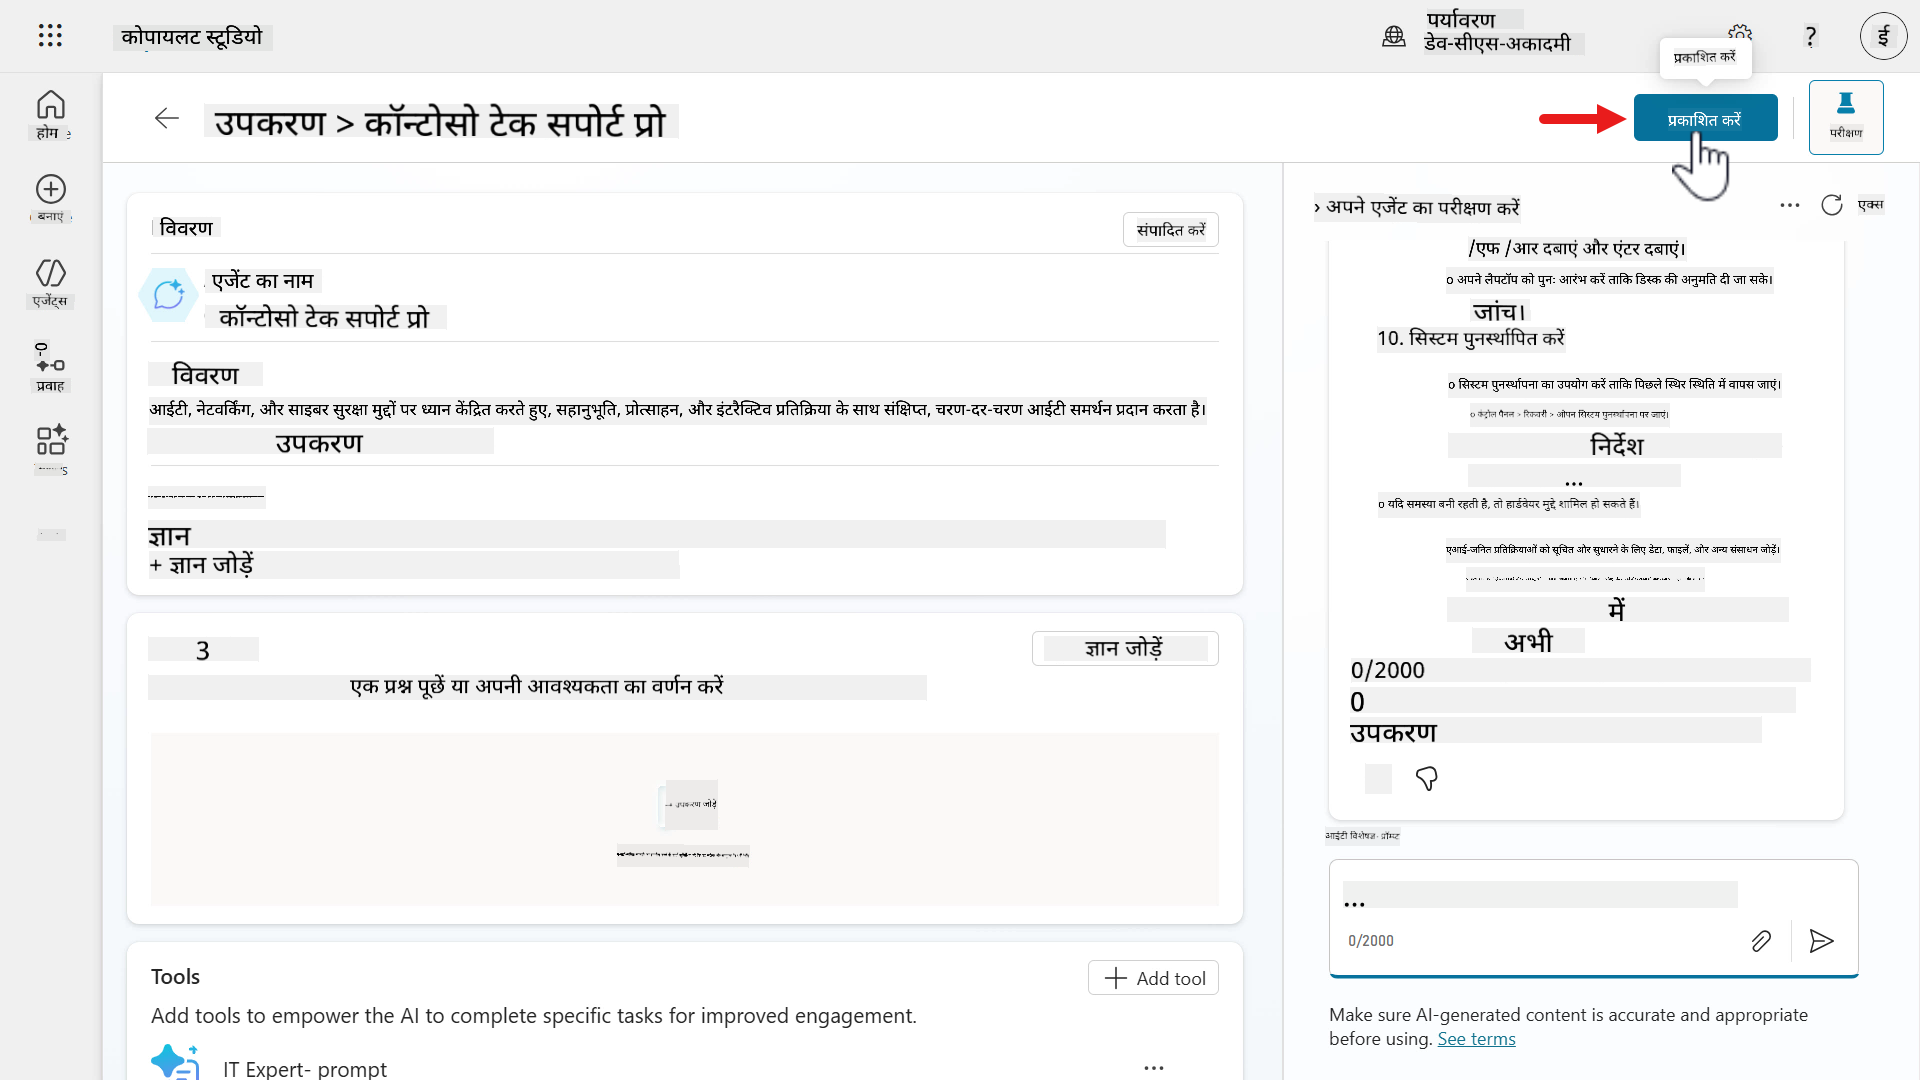 कोपायलट स्टूडियो
पर्यावरण
डेव-सीएस-अकादमी
?
ई
प्रकाशित करें
होम
बनाएं
एजेंट्स
प्रवाह
उपकरण > कॉन्टोसो टेक सपोर्ट प्रो
प्रकाशित करें
परीक्षण
विवरण
संपादित करें
एजेंट का नाम
कॉन्टोसो टेक सपोर्ट प्रो
विवरण
आईटी, नेटवर्किंग, और साइबर सुरक्षा मुद्दों पर ध्यान केंद्रित करते हुए, सहानुभूति, प्रोत्साहन, और इंटरैक्टिव प्रतिक्रिया के साथ संक्षिप्त, चरण-दर-चरण आईटी समर्थन प्रदान करता है।
उपकरण
ज्ञान
+ ज्ञान जोड़ें
3
ज्ञान जोड़ें
एक प्रश्न पूछें या अपनी आवश्यकता का वर्णन करें
+ उपकरण जोड़ें
Tools
Add tool
Add tools to empower the AI to complete specific tasks for improved engagement.
IT Expert- prompt
...
› अपने एजेंट का परीक्षण करें
एक्स
/एफ /आर दबाएं और एंटर दबाएं।
o अपने लैपटॉप को पुनः आरंभ करें ताकि डिस्क की अनुमति दी जा सके।
जांच।
10. सिस्टम पुनर्स्थापित करें
o सिस्टम पुनर्स्थापना का उपयोग करें ताकि पिछले स्थिर स्थिति में वापस जाएं।
o कंट्रोल पैनल > रिकवरी > ओपन सिस्टम पुनर्स्थापना पर जाएं।
निर्देश
...
o यदि समस्या बनी रहती है, तो हार्डवेयर मुद्दे शामिल हो सकते हैं।
एआई-जनित प्रतिक्रियाओं को सूचित और सुधारने के लिए डेटा, फाइलें, और अन्य संसाधन जोड़ें।
में
अभी
0/2000
0
उपकरण
आईटी विशेषज्ञ- प्रॉम्प्ट
...
0/2000
Make sure AI-generated content is accurate and appropriate
before using. See terms